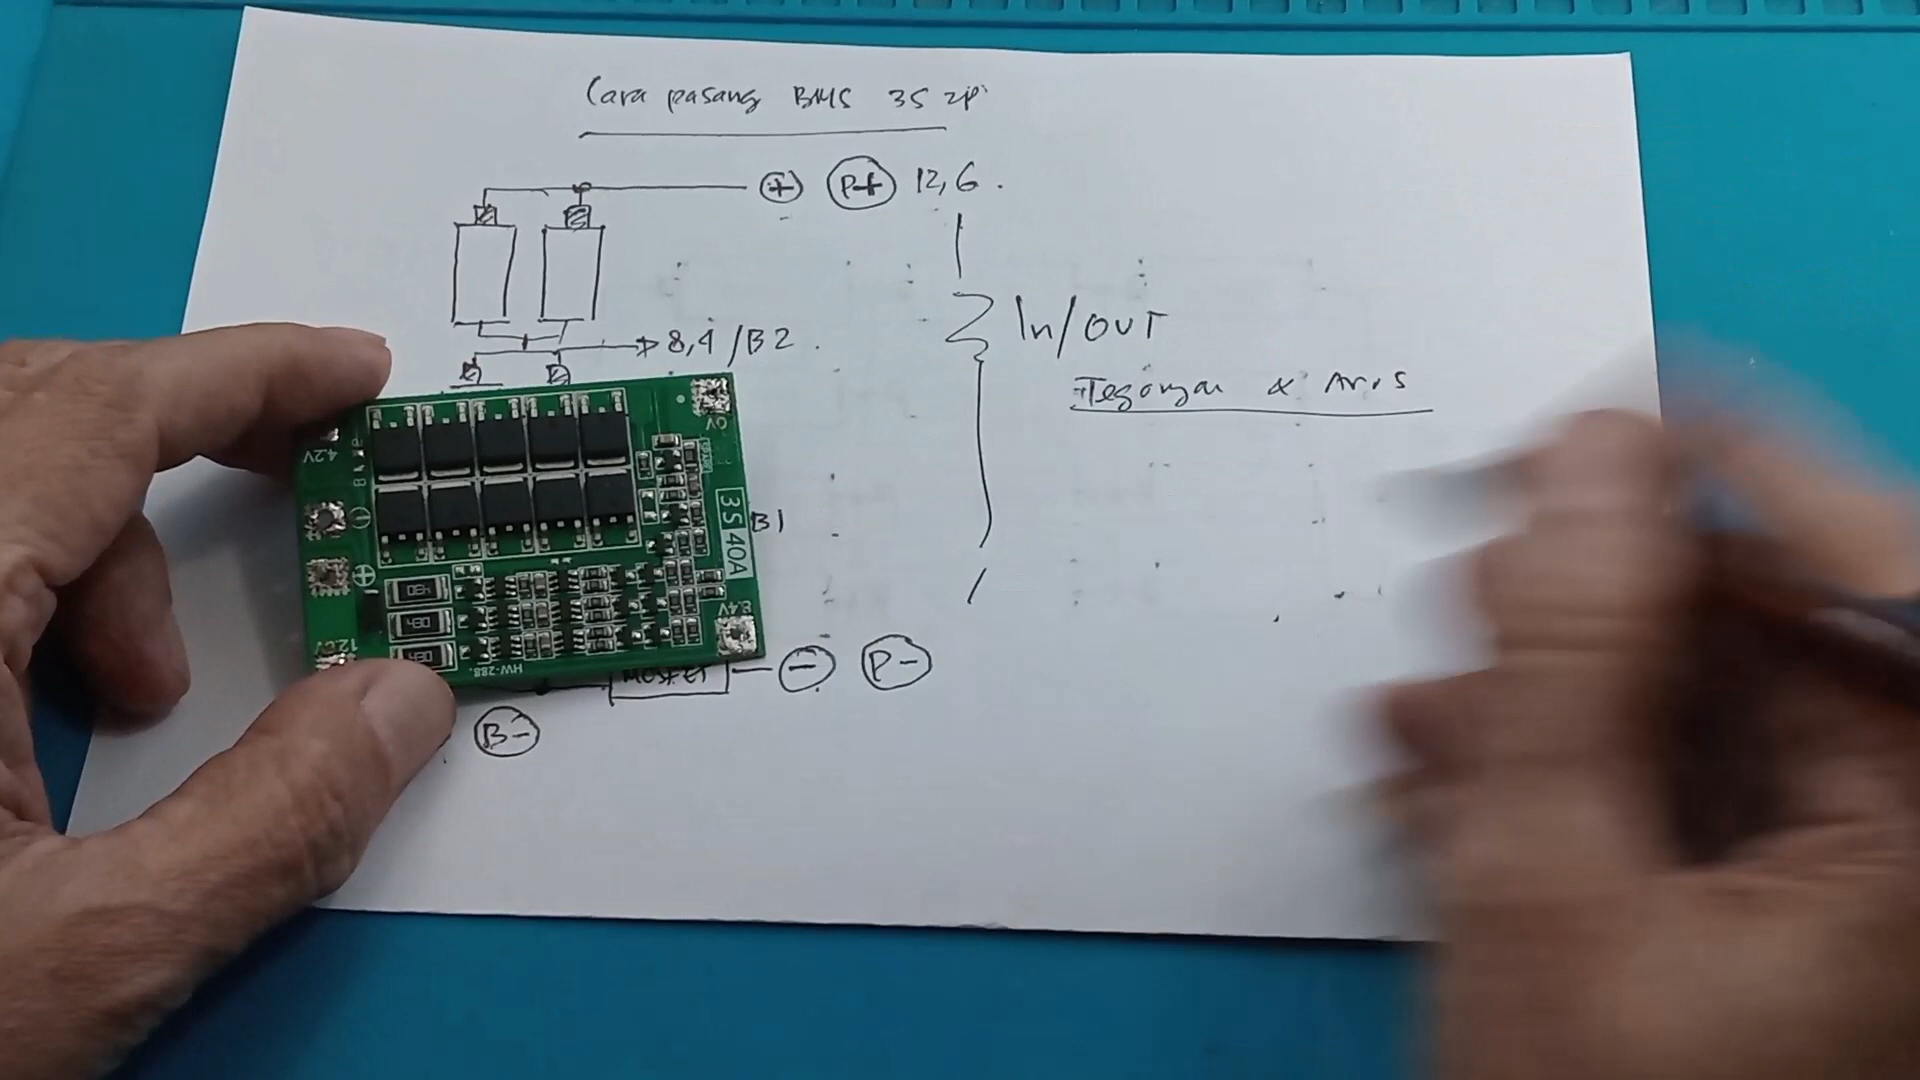 Cara pasang BMS 3S 2P
+ P+ 12,6 .
8,4 /B2 .
In/OUT
Tegangan & Arus
B1
MOSFET - P-
B-
0V
4.2V
3S 40A
8.4V
12.6V
HW-288.